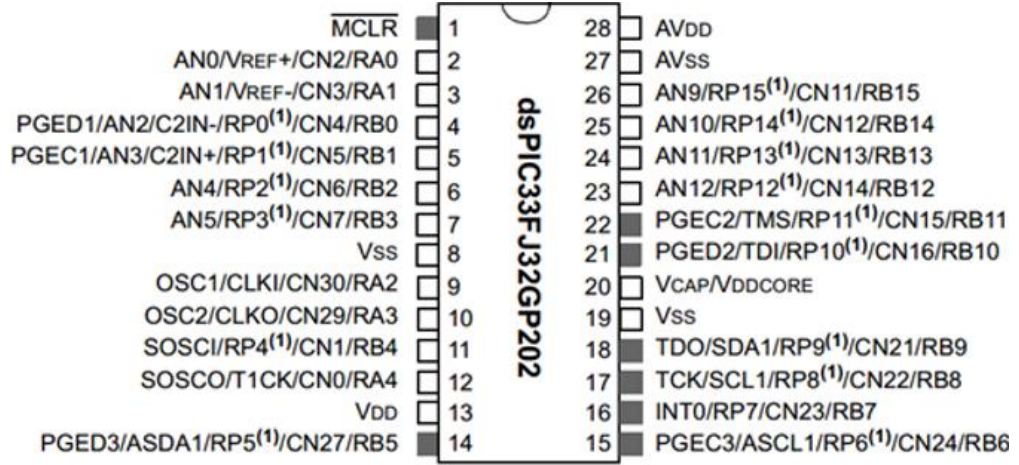 MCLR 1
AN0/VREF+/CN2/RA0 2
AN1/VREF-/CN3/RA1 3
PGED1/AN2/C2IN-/RP0(1)/CN4/RB0 4
PGEC1/AN3/C2IN+/RP1(1)/CN5/RB1 5
AN4/RP2(1)/CN6/RB2 6
AN5/RP3(1)/CN7/RB3 7
VSS 8
OSC1/CLKI/CN30/RA2 9
OSC2/CLKO/CN29/RA3 10
SOSCI/RP4(1)/CN1/RB4 11
SOSCO/T1CK/CN0/RA4 12
VDD 13
PGED3/ASDA1/RP5(1)/CN27/RB5 14
dsPIC33FJ32GP202
28 AVDD
27 AVSS
26 AN9/RP15(1)/CN11/RB15
25 AN10/RP14(1)/CN12/RB14
24 AN11/RP13(1)/CN13/RB13
23 AN12/RP12(1)/CN14/RB12
22 PGEC2/TMS/RP11(1)/CN15/RB11
21 PGED2/TDI/RP10(1)/CN16/RB10
20 VCAP/VDDCORE
19 VSS
18 TDO/SDA1/RP9(1)/CN21/RB9
17 TCK/SCL1/RP8(1)/CN22/RB8
16 INT0/RP7/CN23/RB7
15 PGEC3/ASCL1/RP6(1)/CN24/RB6